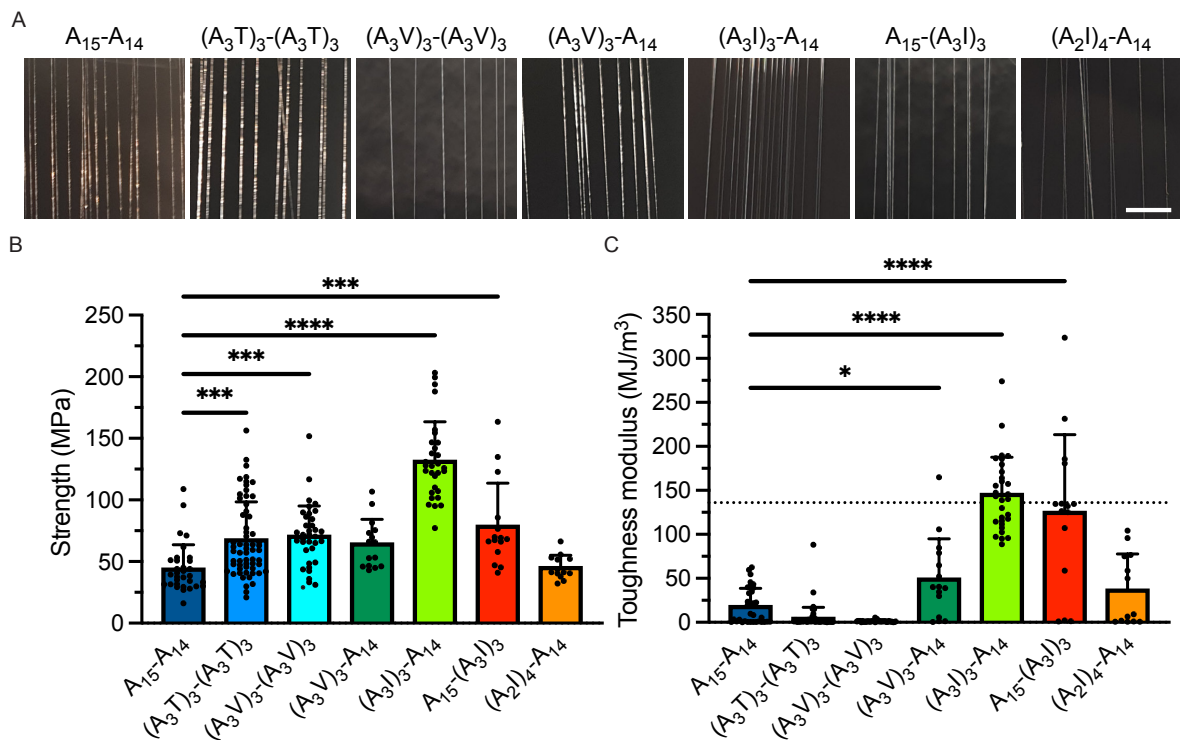 A
A₁₅-A₁₄ (A₃T)₃-(A₃T)₃ (A₃V)₃-(A₃V)₃ (A₃V)₃-A₁₄ (A₃I)₃-A₁₄ A₁₅-(A₃I)₃ (A₂I)₄-A₁₄
B
***
****
***
***
Strength (MPa)
250
200
150
100
50
0
A₁₅-A₁₄
(A₃T)₃-(A₃T)₃
(A₃V)₃-(A₃V)₃
(A₃V)₃-A₁₄
(A₃I)₃-A₁₄
A₁₅-(A₃I)₃
(A₂I)₄-A₁₄
C
****
****
*
Toughness modulus (MJ/m³)
350
300
250
200
150
100
50
0
A₁₅-A₁₄
(A₃T)₃-(A₃T)₃
(A₃V)₃-(A₃V)₃
(A₃V)₃-A₁₄
(A₃I)₃-A₁₄
A₁₅-(A₃I)₃
(A₂I)₄-A₁₄